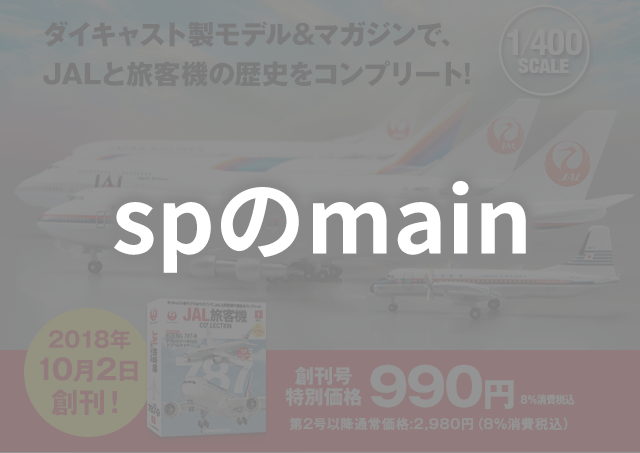 ダイキャスト製モデル&マガジンで、
JALと旅客機の歴史をコンプリート!
1/400
SCALE
JAL
JAL
JAL
spのmain
2018年
10月2日
創刊!
JAL旅客機
COLLECTION
787
創刊号
特別価格 990円 8%消費税込
第2号以降通常価格:2,980円(8%消費税込)